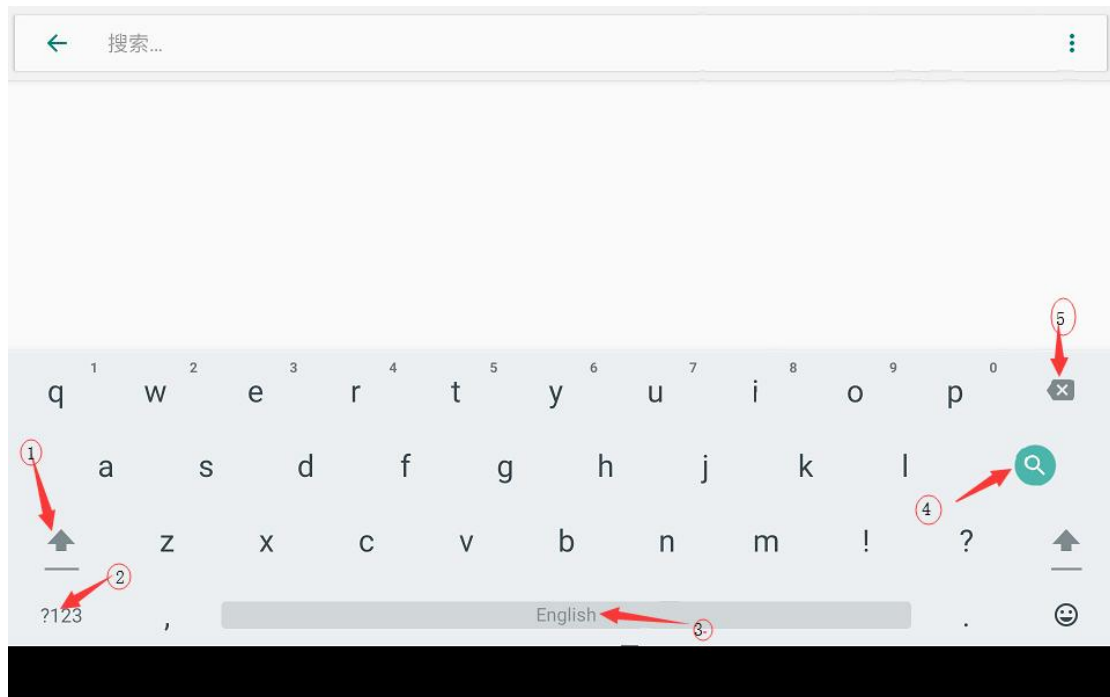 搜索...
5
1 2 3 4 5 6 7 8 9 0
q w e r t y u i o p
1
a s d f g h j k l
4
z x c v b n m ! ?
2
?123 , English .
3